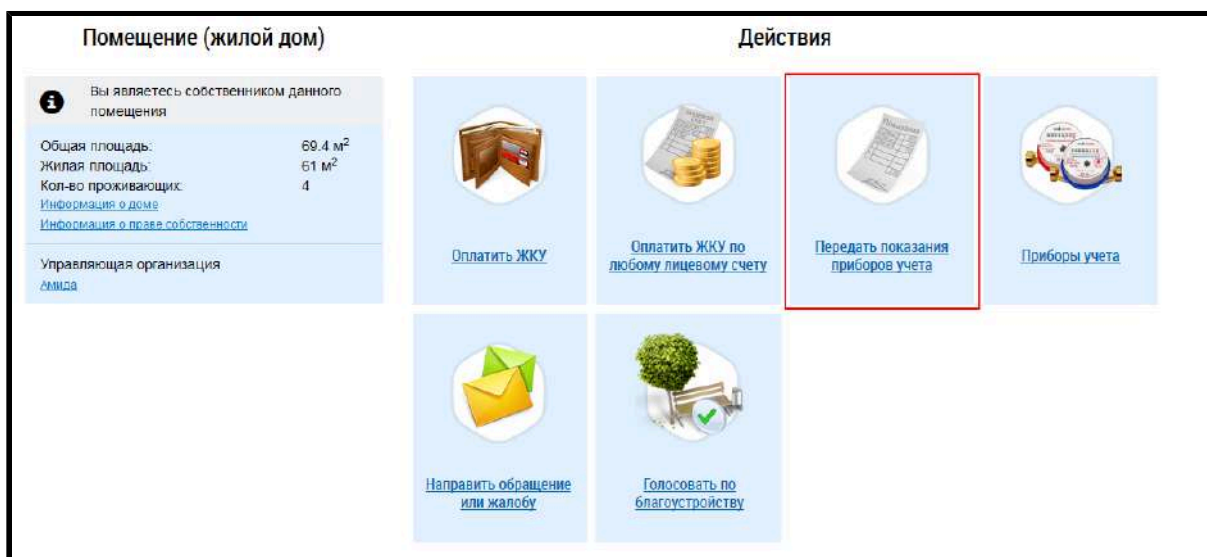 Помещение (жилой дом)
Действия
Вы являетесь собственником данного
помещения
Общая площадь: 69.4 м²
Жилая площадь: 61 м²
Кол-во проживающих: 4
Информация о доме
Информация о праве собственности
Управляющая организация
Амида
Оплатить ЖКУ
Оплатить ЖКУ по
любому лицевому счету
Передать показания
приборов учета
Приборы учета
Направить обращение
или жалобу
Голосовать по
благоустройству